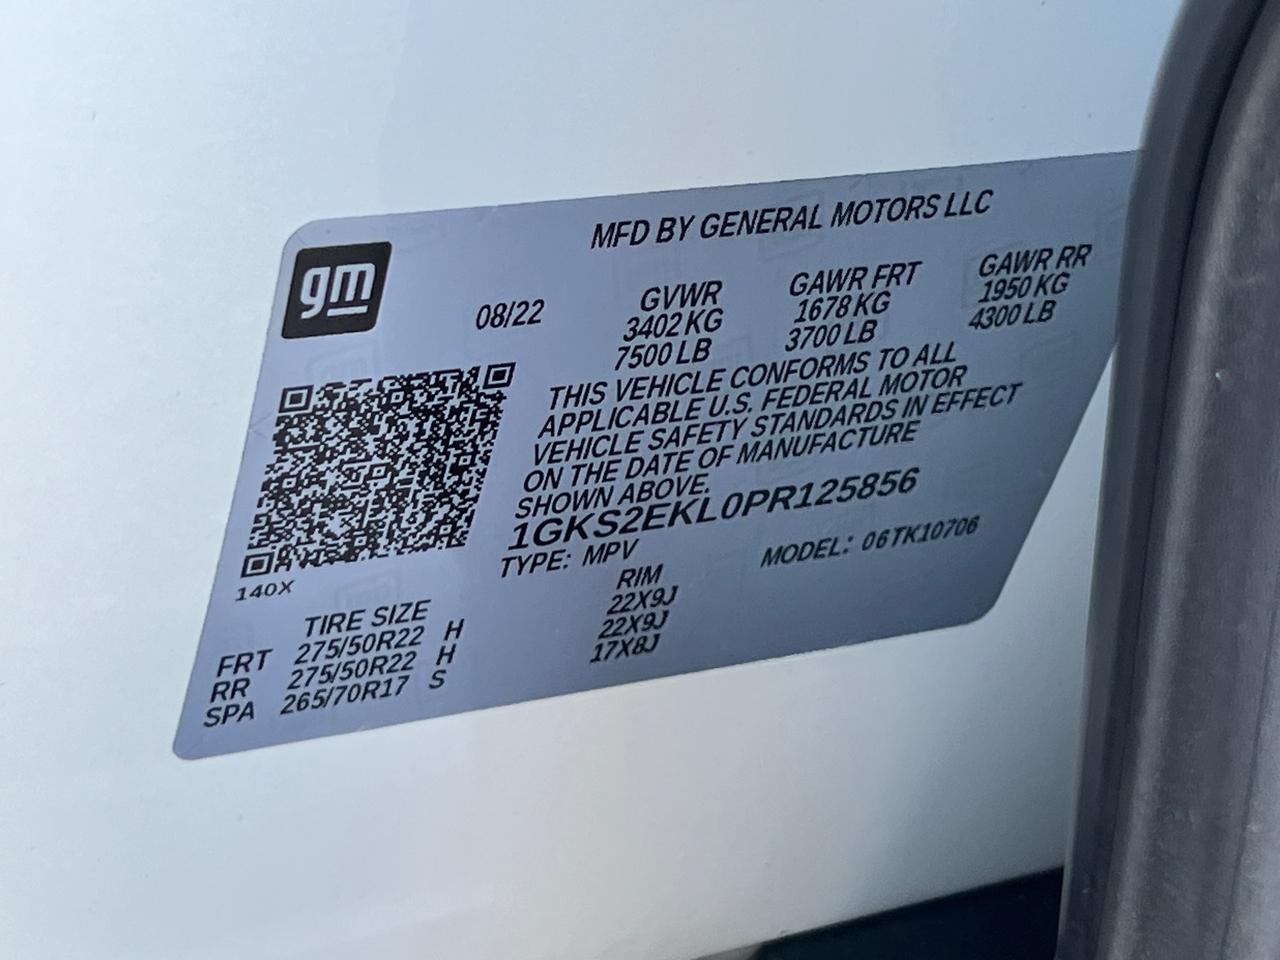 MFD BY GENERAL MOTORS LLC
gm
08/22
GVWR GAWR FRT GAWR RR
3402 KG 1678 KG 1950 KG
7500 LB 3700 LB 4300 LB
THIS VEHICLE CONFORMS TO ALL
APPLICABLE U.S. FEDERAL MOTOR
VEHICLE SAFETY STANDARDS IN EFFECT
ON THE DATE OF MANUFACTURE
SHOWN ABOVE.
1GKS2EKL0PR125856
TYPE: MPV MODEL: 06TK10706
140X
TIRE SIZE RIM
FRT 275/50R22 H 22X9J
RR 275/50R22 H 22X9J
SPA 265/70R17 S 17X8J